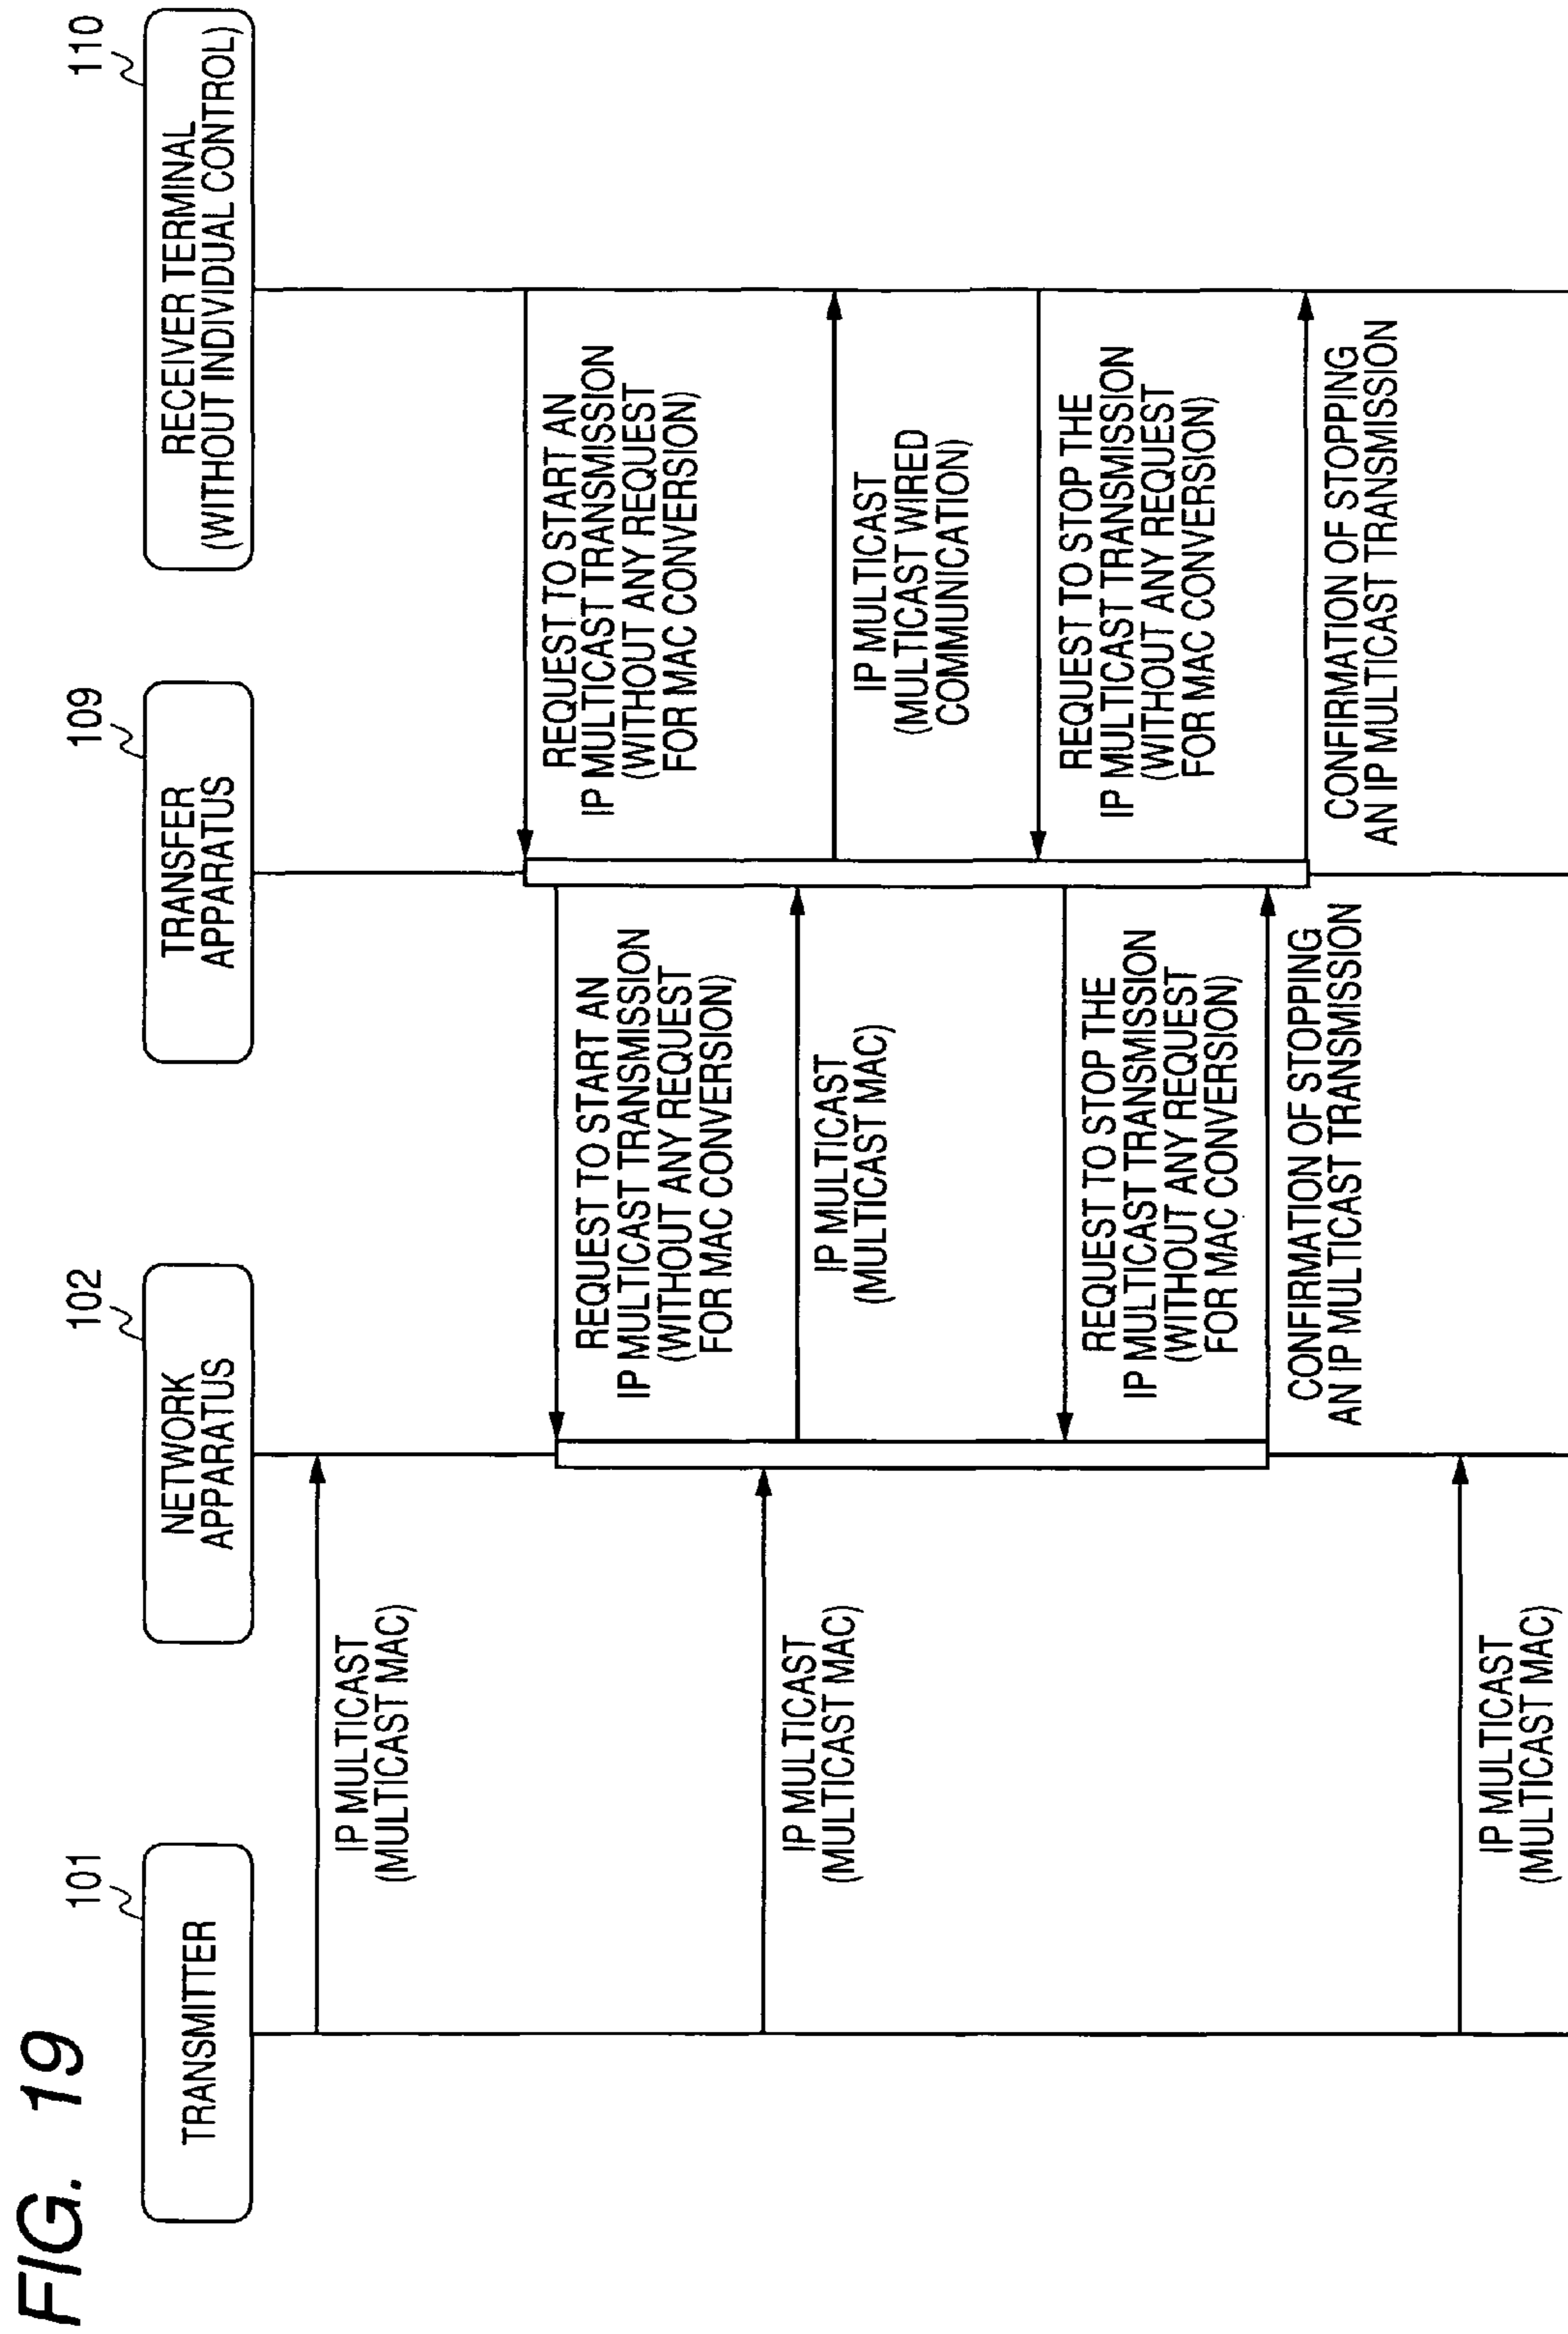 FIG. 19
101
TRANSMITTER
102
NETWORK
APPARATUS
109
TRANSFER
APPARATUS
110
RECEIVER TERMINAL
(WITHOUT INDIVIDUAL CONTROL)
IP MULTICAST
(MULTICAST MAC)
REQUEST TO START AN
IP MULTICAST TRANSMISSION
(WITHOUT ANY REQUEST
FOR MAC CONVERSION)
REQUEST TO START AN
IP MULTICAST TRANSMISSION
(WITHOUT ANY REQUEST
FOR MAC CONVERSION)
IP MULTICAST
(MULTICAST MAC)
IP MULTICAST
(MULTICAST MAC)
IP MULTICAST
(MULTICAST WIRED
COMMUNICATION)
REQUEST TO STOP THE
IP MULTICAST TRANSMISSION
(WITHOUT ANY REQUEST
FOR MAC CONVERSION)
REQUEST TO STOP THE
IP MULTICAST TRANSMISSION
(WITHOUT ANY REQUEST
FOR MAC CONVERSION)
CONFIRMATION OF STOPPING
AN IP MULTICAST TRANSMISSION
CONFIRMATION OF STOPPING
AN IP MULTICAST TRANSMISSION
IP MULTICAST
(MULTICAST MAC)